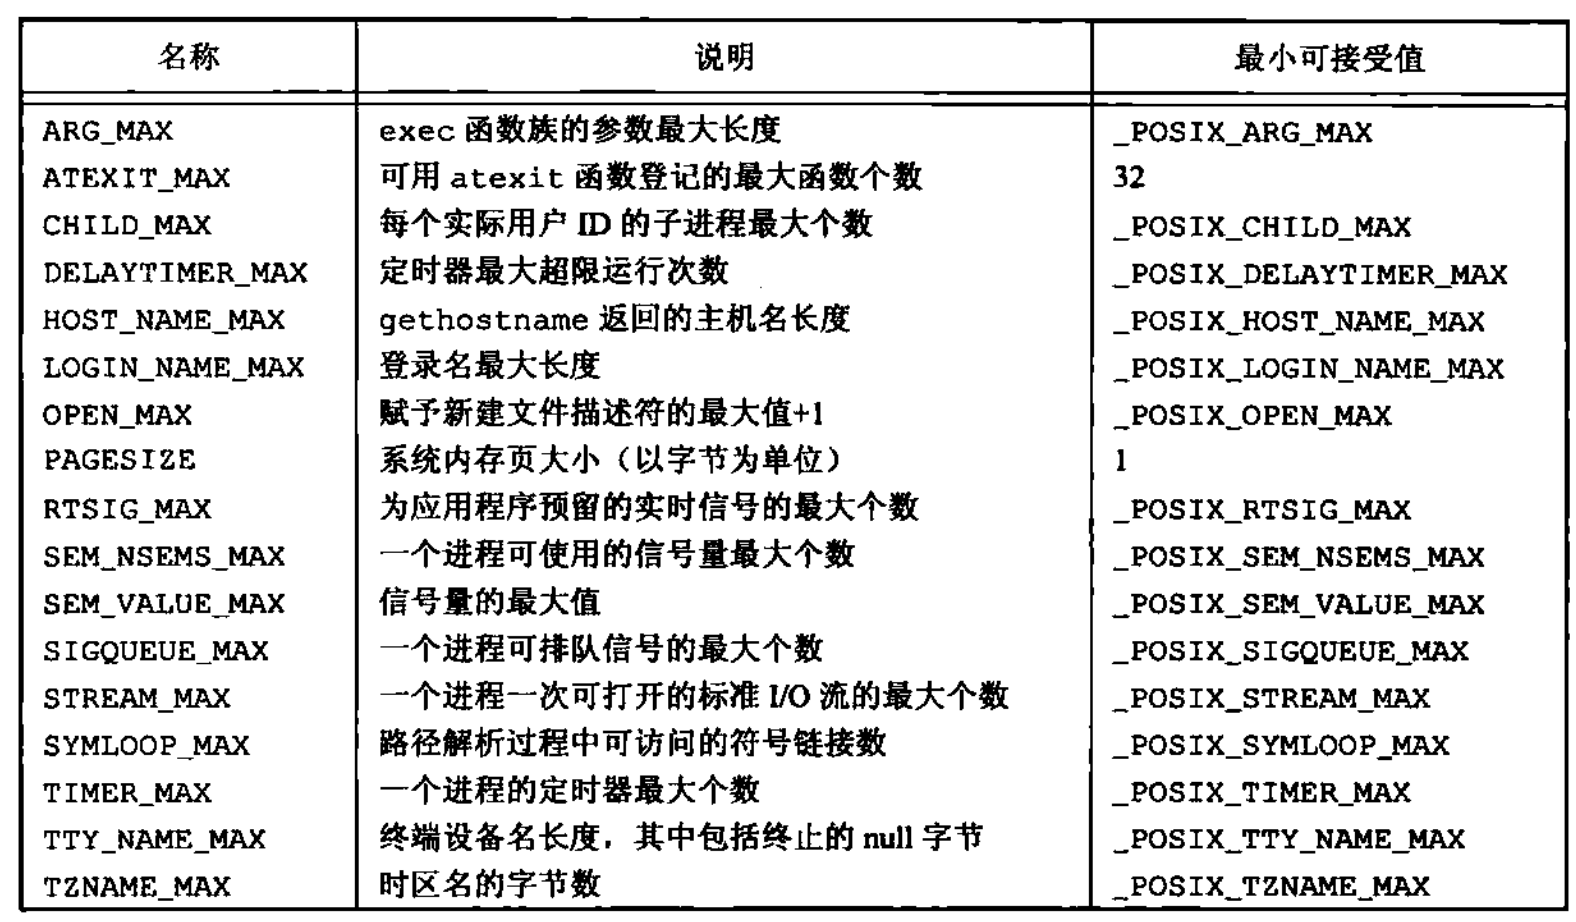 名称 说明 最小可接受值
ARG_MAX exec 函数族的参数最大长度 _POSIX_ARG_MAX
ATEXIT_MAX 可用 atexit 函数登记的最大函数个数 32
CHILD_MAX 每个实际用户 ID 的子进程最大个数 _POSIX_CHILD_MAX
DELAYTIMER_MAX 定时器最大超限运行次数 _POSIX_DELAYTIMER_MAX
HOST_NAME_MAX gethostname 返回的主机名长度 _POSIX_HOST_NAME_MAX
LOGIN_NAME_MAX 登录名最大长度 _POSIX_LOGIN_NAME_MAX
OPEN_MAX 赋予新建文件描述符的最大值+1 _POSIX_OPEN_MAX
PAGESIZE 系统内存页大小（以字节为单位） 1
RTSIG_MAX 为应用程序预留的实时信号的最大个数 _POSIX_RTSIG_MAX
SEM_NSEMS_MAX 一个进程可使用的信号量最大个数 _POSIX_SEM_NSEMS_MAX
SEM_VALUE_MAX 信号量的最大值 _POSIX_SEM_VALUE_MAX
SIGQUEUE_MAX 一个进程可排队信号的最大个数 _POSIX_SIGQUEUE_MAX
STREAM_MAX 一个进程一次可打开的标准 I/O 流的最大个数 _POSIX_STREAM_MAX
SYMLOOP_MAX 路径解析过程中可访问的符号链接数 _POSIX_SYMLOOP_MAX
TIMER_MAX 一个进程的定时器最大个数 _POSIX_TIMER_MAX
TTY_NAME_MAX 终端设备名长度，其中包括终止的 null 字节 _POSIX_TTY_NAME_MAX
TZNAME_MAX 时区名的字节数 _POSIX_TZNAME_MAX